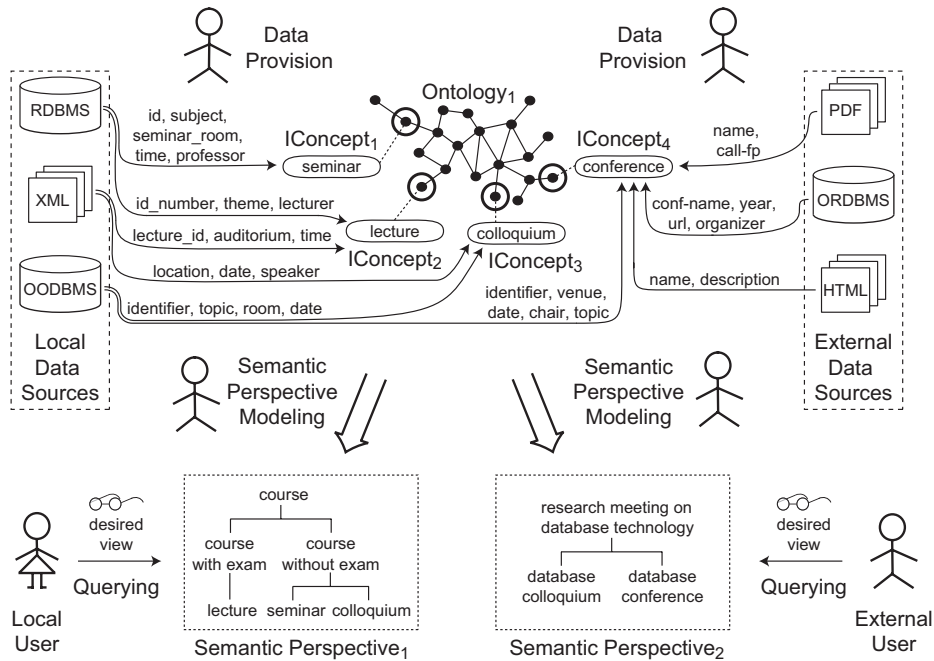 Data
Provision
Data
Provision
RDBMS
XML
OODBMS
Local
Data
Sources
id, subject,
seminar_room,
time, professor
id_number, theme, lecturer
lecture_id, auditorium, time
location, date, speaker
identifier, topic, room, date
Ontology1
IConcept1
seminar
lecture
IConcept2
colloquium
IConcept3
IConcept4
conference
identifier, venue,
date, chair, topic
name,
call-fp
conf-name, year,
url, organizer
name, description
PDF
ORDBMS
HTML
External
Data
Sources
Semantic
Perspective
Modeling
Semantic
Perspective
Modeling
desired
view
Querying
Local
User
course
course
with exam
course
without exam
lecture
seminar
colloquium
Semantic Perspective1
research meeting on
database technology
database
colloquium
database
conference
Semantic Perspective2
desired
view
Querying
External
User